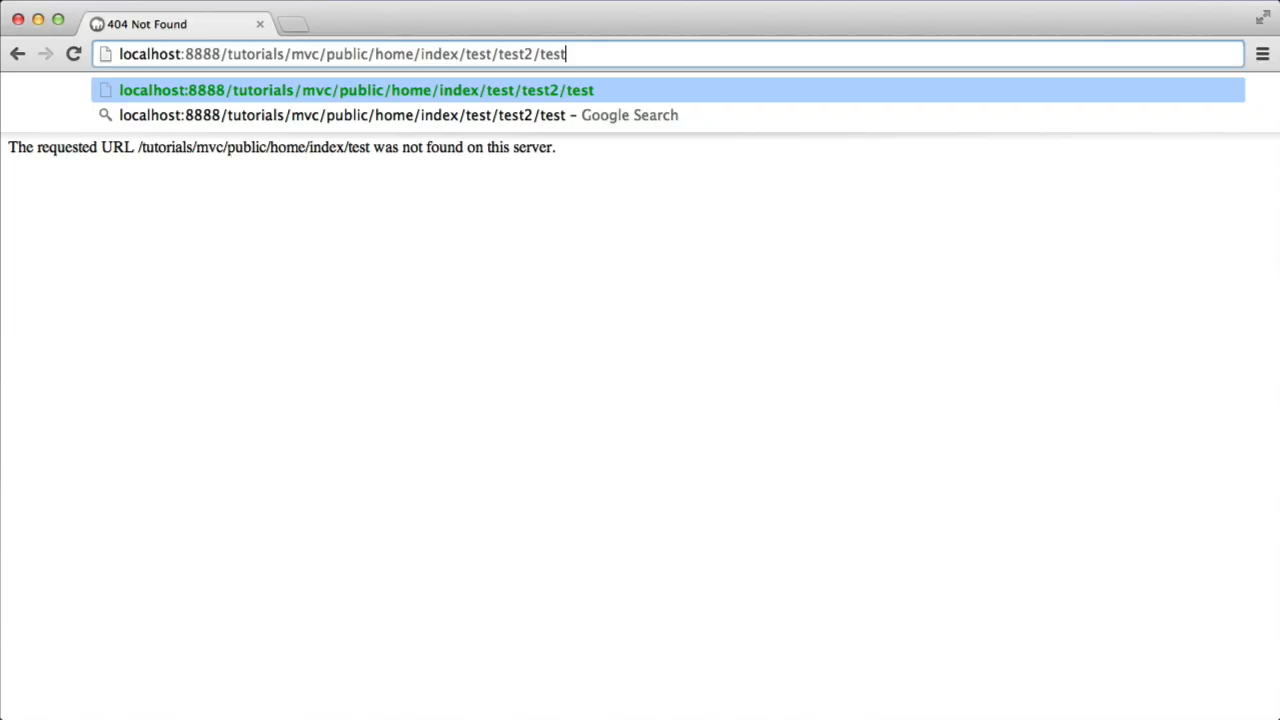 404 Not Found
localhost:8888/tutorials/mvc/public/home/index/test/test2/test
localhost:8888/tutorials/mvc/public/home/index/test/test2/test
localhost:8888/tutorials/mvc/public/home/index/test/test2/test – Google Search
The requested URL /tutorials/mvc/public/home/index/test was not found on this server.